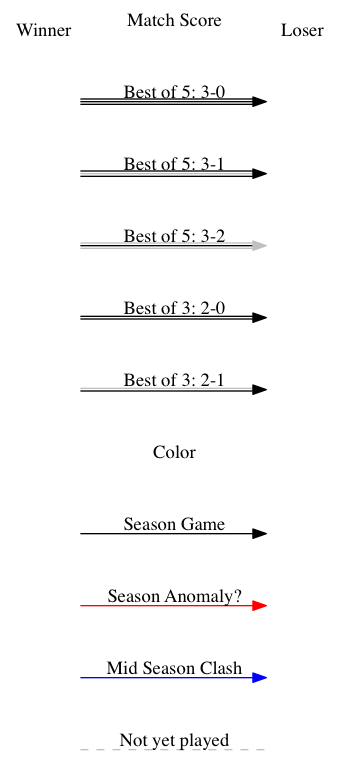 Match Score
Winner
Loser
Best of 5: 3-0
Best of 5: 3-1
Best of 5: 3-2
Best of 3: 2-0
Best of 3: 2-1
Color
Season Game
Season Anomaly?
Mid Season Clash
Not yet played